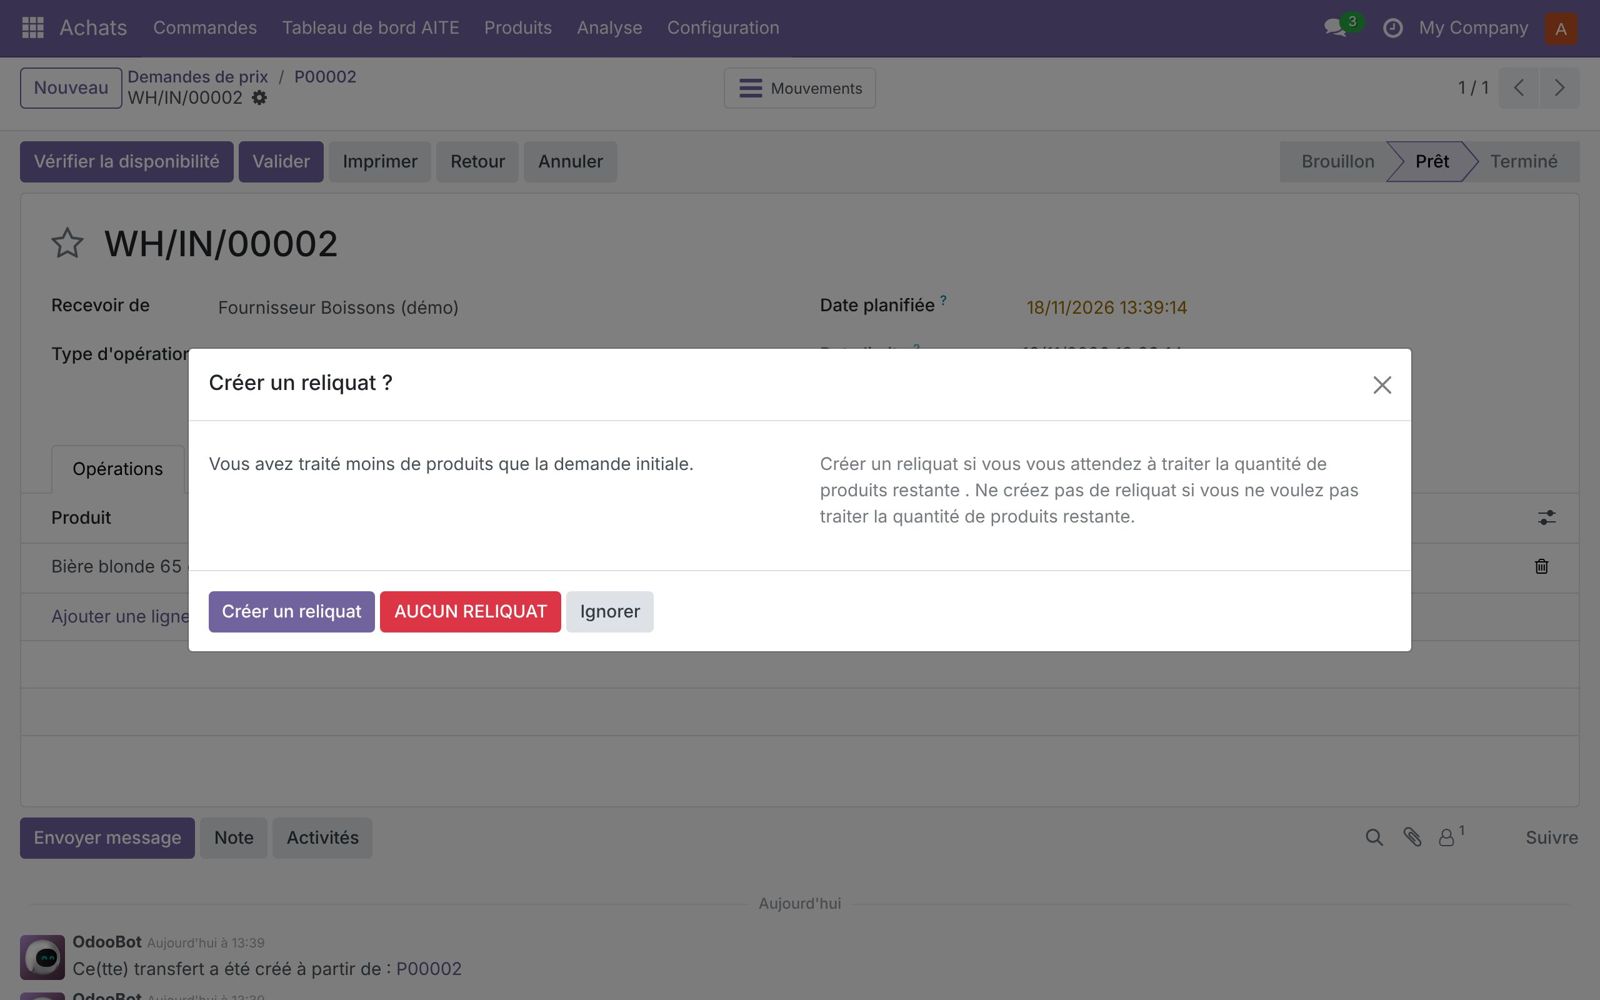 Achats Commandes Tableau de bord AITE Produits Analyse Configuration 3 My Company A
Nouveau Demandes de prix / P00002
WH/IN/00002
Mouvements
1 / 1
Vérifier la disponibilité Valider Imprimer Retour Annuler Brouillon Prêt Terminé
WH/IN/00002
Recevoir de Fournisseur Boissons (démo) Date planifiée ? 18/11/2026 13:39:14
Type d'opération
Créer un reliquat ?
Opérations
Vous avez traité moins de produits que la demande initiale.
Créer un reliquat si vous vous attendez à traiter la quantité de
produits restante . Ne créez pas de reliquat si vous ne voulez pas
traiter la quantité de produits restante.
Produit
Bière blonde 65
Ajouter une ligne
Créer un reliquat AUCUN RELIQUAT Ignorer
Envoyer message Note Activités 1 Suivre
Aujourd'hui
OdooBot Aujourd'hui à 13:39
Ce(tte) transfert a été créé à partir de : P00002
OdooBot Aujourd'hui à 13:39